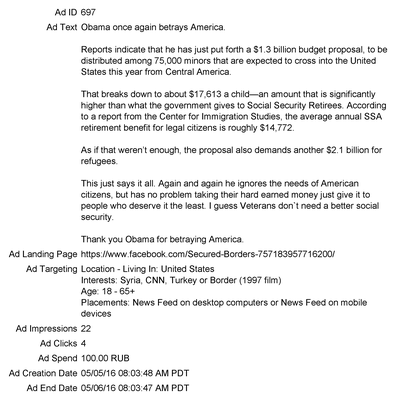 Ad ID 697
Ad Text Obama once again betrays America.
Reports indicate that he has just put forth a $1.3 billion budget proposal, to be
distributed among 75,000 minors that are expected to cross into the United
States this year from Central America.
That breaks down to about $17,613 a child—an amount that is significantly
higher than what the government gives to Social Security Retirees. According
to a report from the Center for Immigration Studies, the average annual SSA
retirement benefit for legal citizens is roughly $14,772.
As if that weren't enough, the proposal also demands another $2.1 billion for
refugees.
This just says it all. Again and again he ignores the needs of American
citizens, but has no problem taking their hard earned money just give it to
people who deserve it the least. I guess Veterans don`t need a better social
security.
Thank you Obama for betraying America.
Ad Landing Page https://www.facebook.com/Secured-Borders-757183957716200/
Ad Targeting Location - Living In: United States
Interests: Syria, CNN, Turkey or Border (1997 film)
Age: 18 - 65+
Placements: News Feed on desktop computers or News Feed on mobile
devices
Ad Impressions 22
Ad Clicks 4
Ad Spend 100.00 RUB
Ad Creation Date 05/05/16 08:03:48 AM PDT
Ad End Date 05/06/16 08:03:47 AM PDT